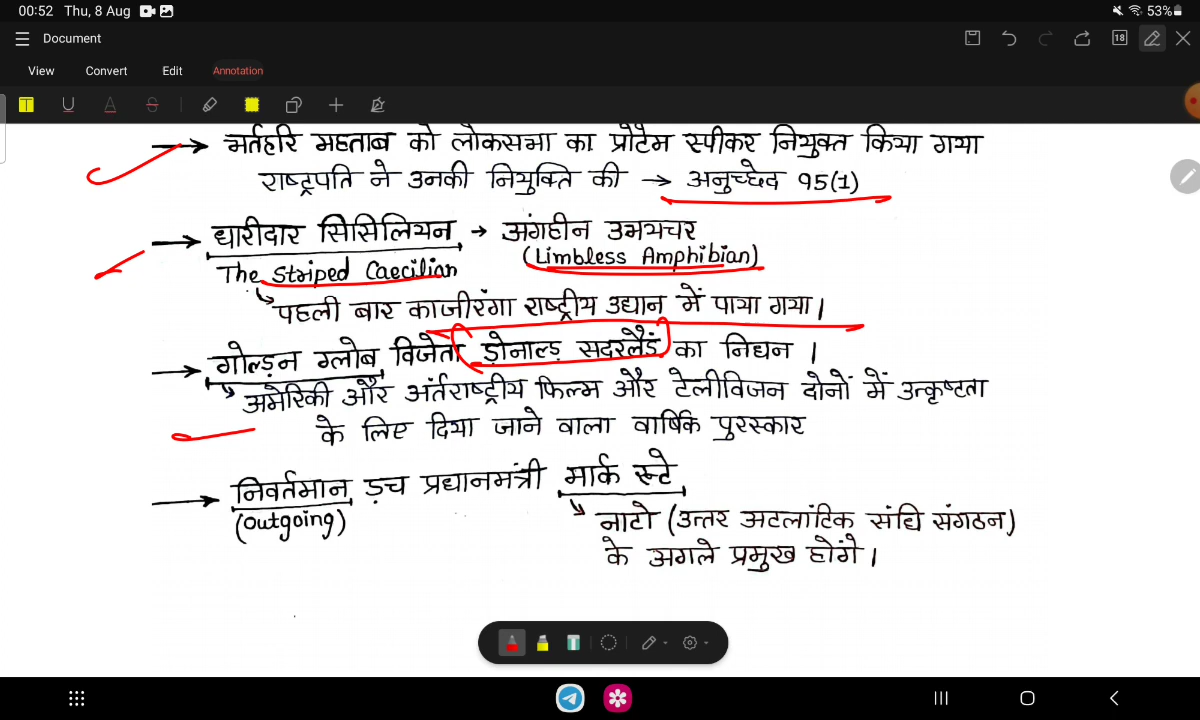 00:52 Thu, 8 Aug 53%
Document 18
View Convert Edit Annotation
T U A S
→ भर्तहरि महताब को लोकसभा का प्रोटेम स्पीकर नियुक्त किया गया
राष्ट्रपति ने उनकी नियुक्ति की → अनुच्छेद 95(1)
→ धारीदार सिसिलियन → अंगहीन उभयचर
The Striped Caecilian (Limbless Amphibian)
पहली बार काजीरंगा राष्ट्रीय उद्यान में पाया गया।
→ गोल्ड़न ग्लोब विजेता ड़ोनाल्ड़ सदरलैंड का निधन ।
अमेरिकी और अंर्तराष्ट्रीय फिल्म और टेलीविजन दोनों में उत्कृष्टता
के लिए दिया जाने वाला वार्षिक पुरस्कार
→ निवर्तमान ड़च प्रधानमंत्री मार्क रूटे
(Outgoing) नाटो (उत्तर अटलांटिक संधि संगठन)
के अगले प्रमुख होंगे ।